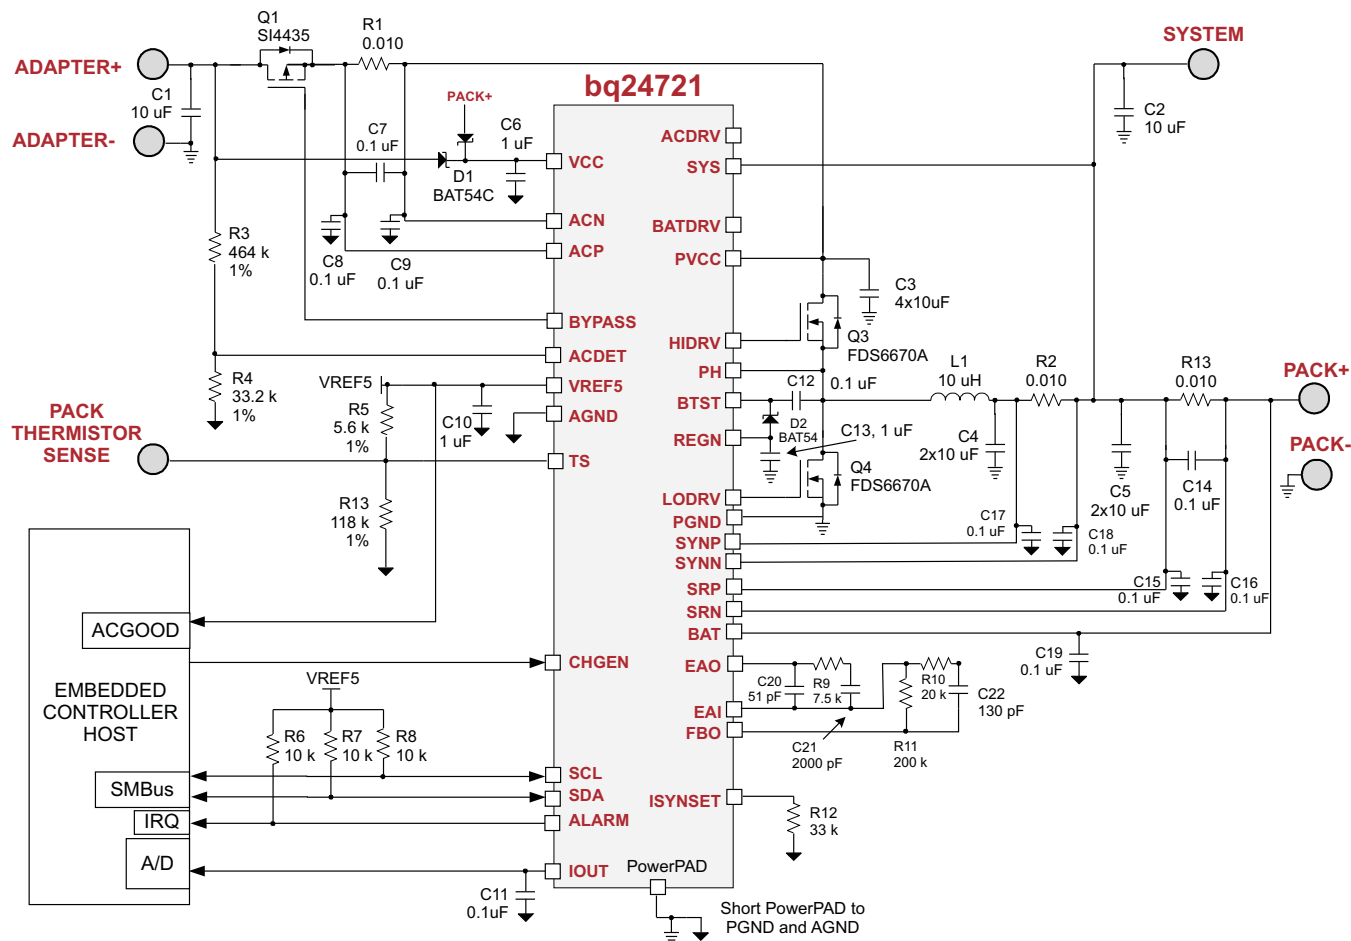 Q1
SI4435
R1
0.010
ADAPTER+
C1
10 uF
ADAPTER-
bq24721
SYSTEM
C2
10 uF
PACK+
C7
0.1 uF
C6
1 uF
D1
BAT54C
VCC
ACN
ACP
BYPASS
ACDET
VREF5
AGND
TS
CHGEN
SCL
SDA
ALARM
IOUT
ACDRV
SYS
BATDRV
PVCC
HIDRV
PH
BTST
REGN
LODRV
PGND
SYNP
SYNN
SRP
SRN
BAT
EAO
EAI
FBO
ISYNSET
PowerPAD
R3
464 k
1%
C8
0.1 uF
C9
0.1 uF
R4
33.2 k
1%
VREF5
R5
5.6 k
1%
C10
1 uF
PACK
THERMISTOR
SENSE
R13
118 k
1%
C3
4x10uF
Q3
FDS6670A
C12
0.1 uF
D2
BAT54
C13, 1 uF
Q4
FDS6670A
L1
10 uH
R2
0.010
R13
0.010
PACK+
PACK-
C4
2x10 uF
C5
2x10 uF
C14
0.1 uF
C17
0.1 uF
C18
0.1 uF
C15
0.1 uF
C16
0.1 uF
C19
0.1 uF
C20
51 pF
R9
7.5 k
R10
20 k
C22
130 pF
C21
2000 pF
R11
200 k
R12
33 k
ACGOOD
EMBEDDED
CONTROLLER
HOST
VREF5
R6
10 k
R7
10 k
R8
10 k
SMBus
IRQ
A/D
C11
0.1uF
Short PowerPAD to
PGND and AGND